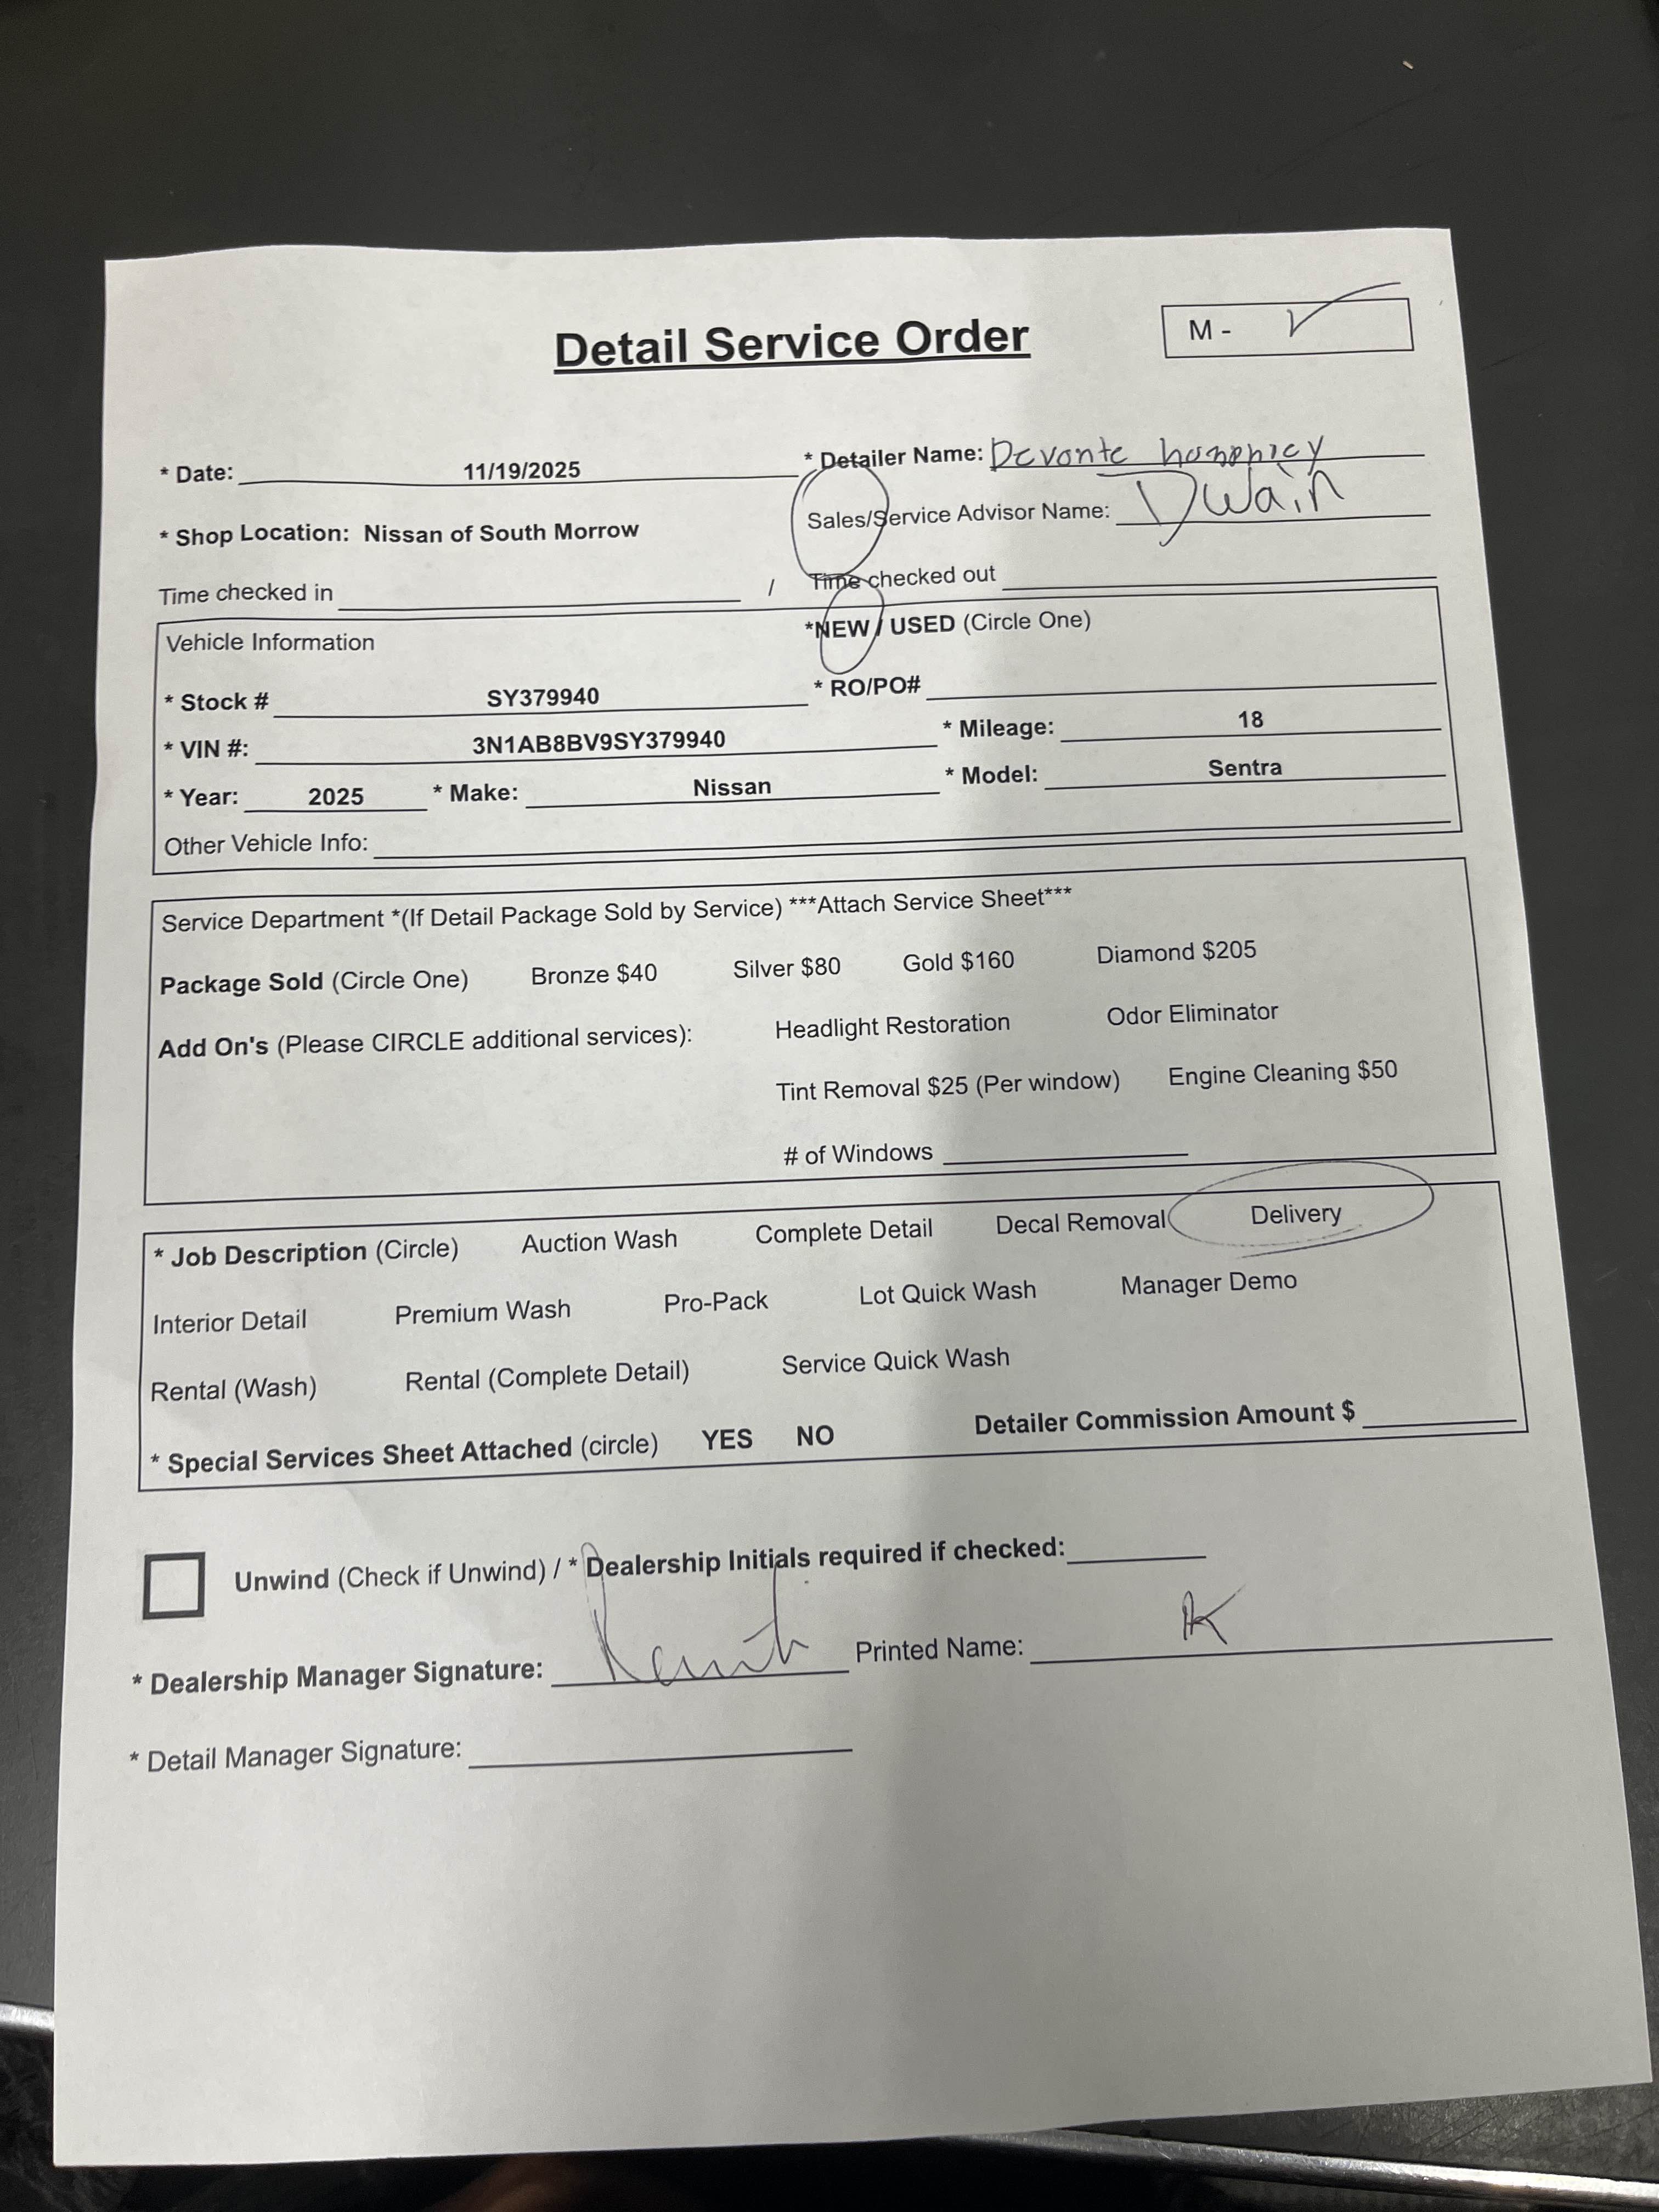 Detail Service Order
M - ✓
* Date: 11/19/2025 * Detailer Name: Devonte
* Shop Location: Nissan of South Morrow Sales/Service Advisor Name: Dwain
Time checked in / Time checked out
Vehicle Information *NEW / USED (Circle One)
* Stock # SY379940 * RO/PO#
* VIN #: 3N1AB8BV9SY379940 * Mileage: 18
* Year: 2025 * Make: Nissan * Model: Sentra
Other Vehicle Info:
Service Department *(If Detail Package Sold by Service) ***Attach Service Sheet***
Package Sold (Circle One) Bronze $40 Silver $80 Gold $160 Diamond $205
Add On's (Please CIRCLE additional services): Headlight Restoration Odor Eliminator
Tint Removal $25 (Per window) Engine Cleaning $50
# of Windows
* Job Description (Circle) Auction Wash Complete Detail Decal Removal Delivery
Interior Detail Premium Wash Pro-Pack Lot Quick Wash Manager Demo
Rental (Wash) Rental (Complete Detail) Service Quick Wash
* Special Services Sheet Attached (circle) YES NO Detailer Commission Amount $
Unwind (Check if Unwind) / * Dealership Initials required if checked:
* Dealership Manager Signature: Printed Name: K
* Detail Manager Signature: